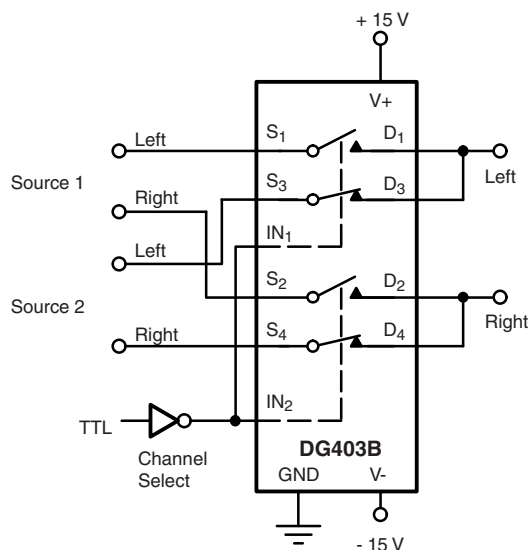 + 15 V
V+
Left
S1
D1
Source 1
Left
S3
D3
Right
IN1
Left
S2
D2
Source 2
Right
Right
S4
D4
IN2
TTL
DG403B
Channel
Select
GND
V-
- 15 V